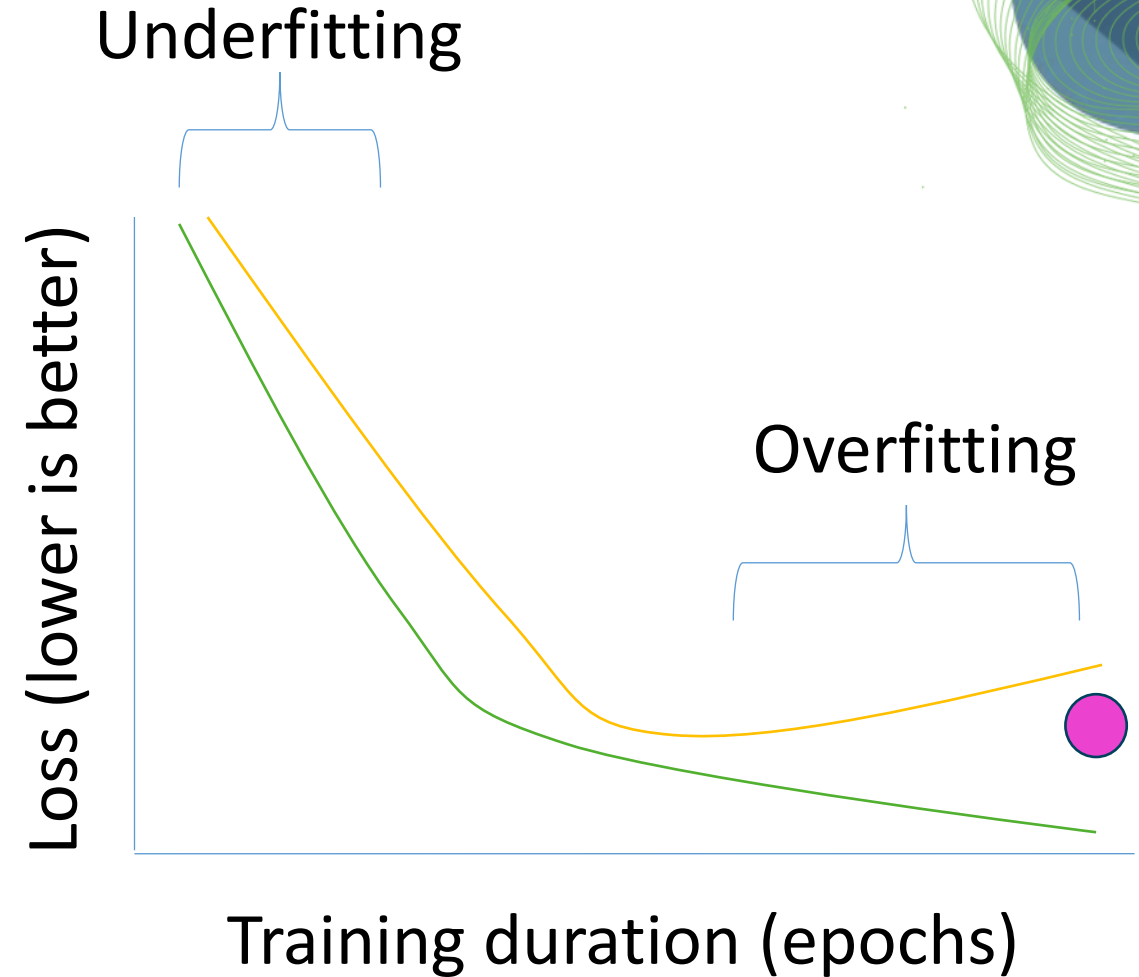 Underfitting
Loss (lower is better)
Overfitting
Training duration (epochs)